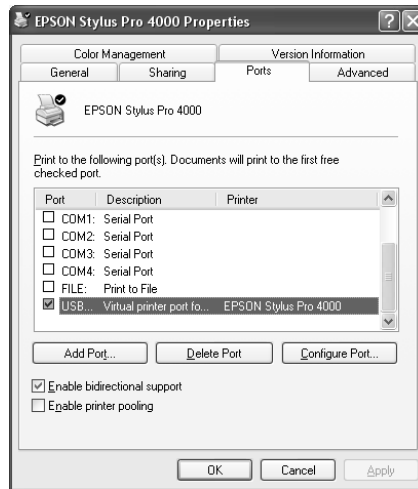 EPSON Stylus Pro 4000 Properties
Color Management Version Information
General Sharing Ports Advanced
EPSON Stylus Pro 4000
Print to the following port(s). Documents will print to the first free
checked port.
Port Description Printer
COM1: Serial Port
COM2: Serial Port
COM3: Serial Port
COM4: Serial Port
FILE: Print to File
USB... Virtual printer port fo... EPSON Stylus Pro 4000
Add Port... Delete Port Configure Port...
Enable bidirectional support
Enable printer pooling
OK Cancel Apply